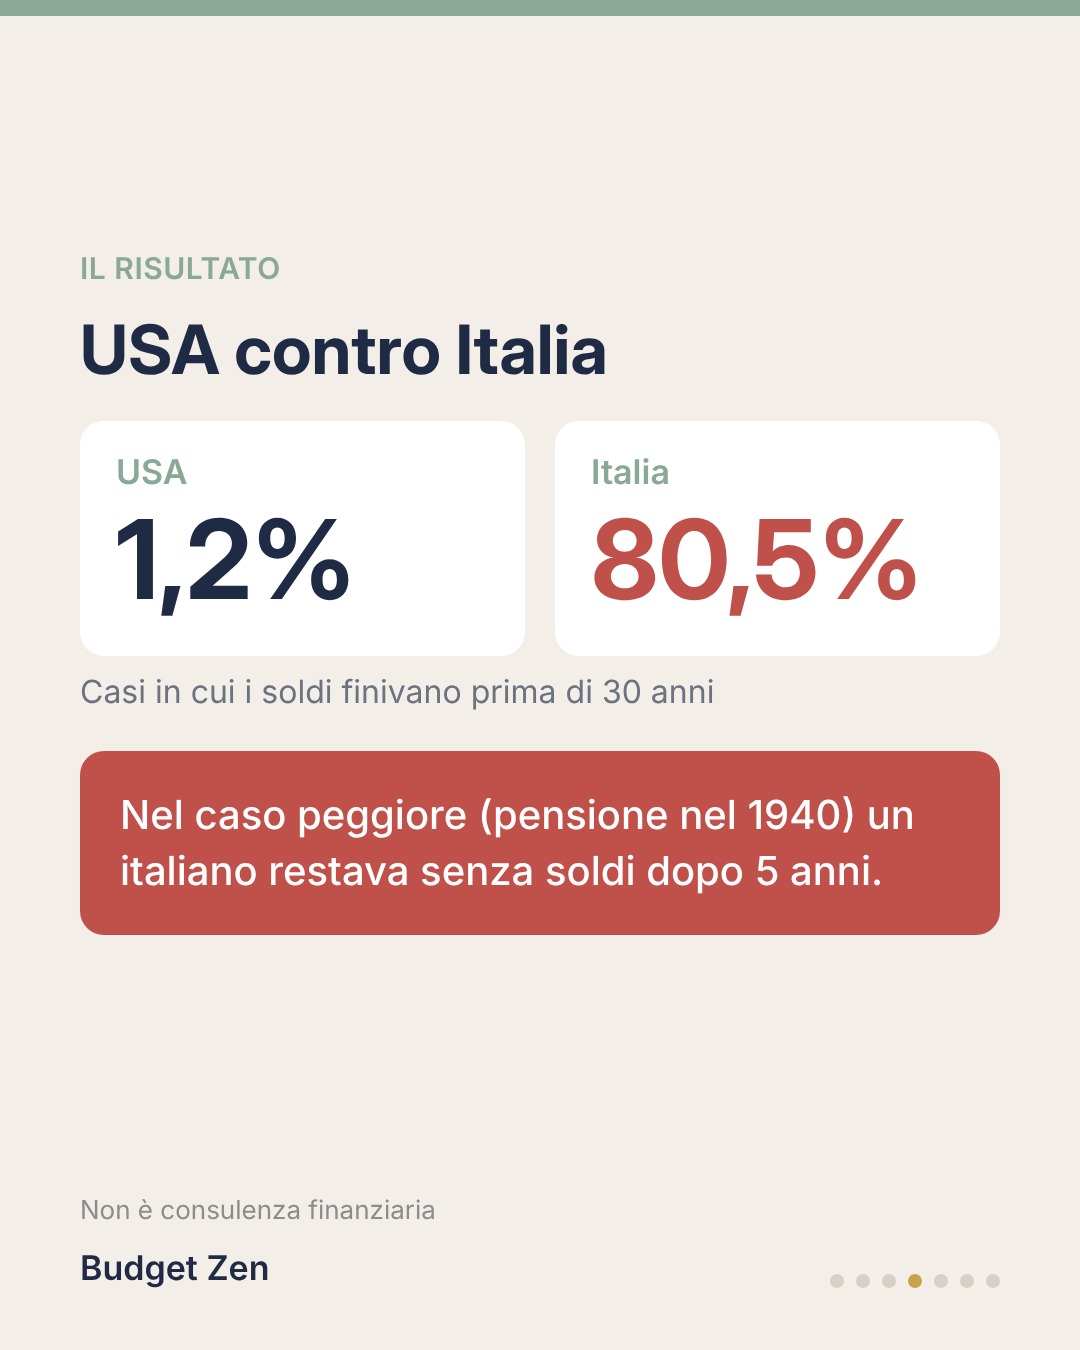 IL RISULTATO
USA contro Italia
USA
1,2%
Italia
80,5%
Casi in cui i soldi finivano prima di 30 anni
Nel caso peggiore (pensione nel 1940) un
italiano restava senza soldi dopo 5 anni.
Non è consulenza finanziaria
Budget Zen